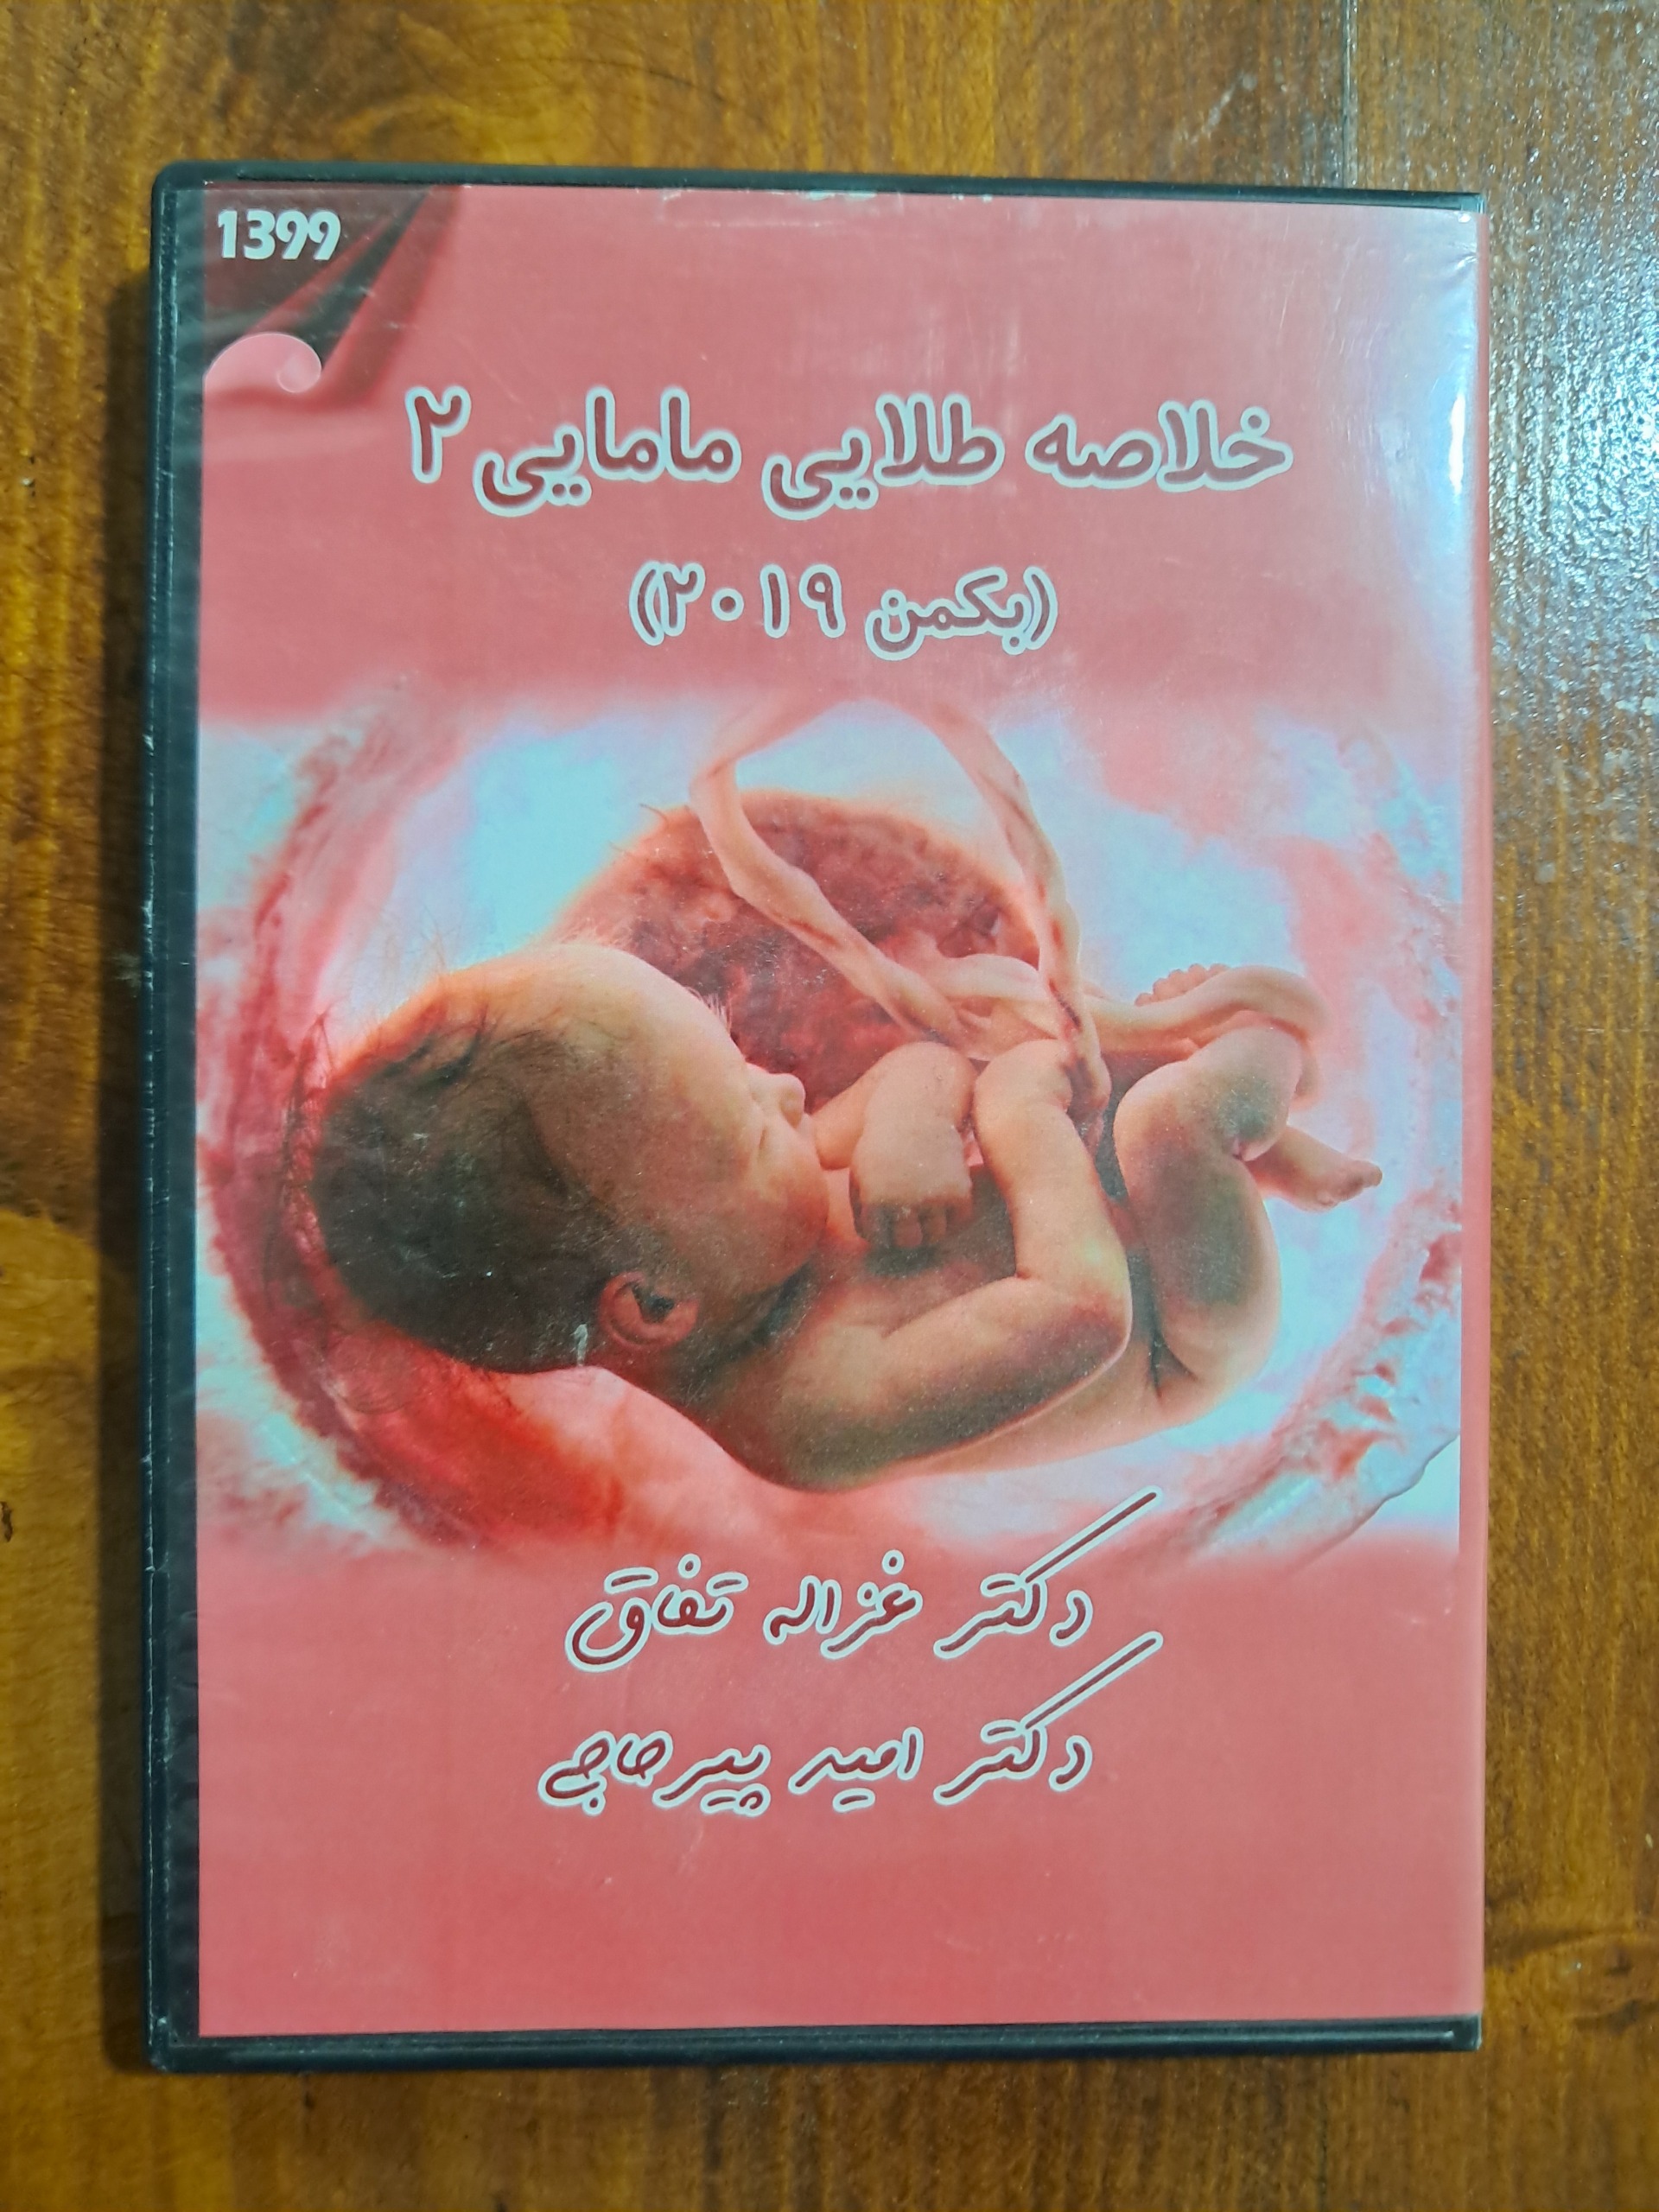 1399
خلاصه طلایی مامایی ۲
(بکمن ۲۰۱۹)
دکتر غزاله تفاق
دکتر امید پیرحاجی